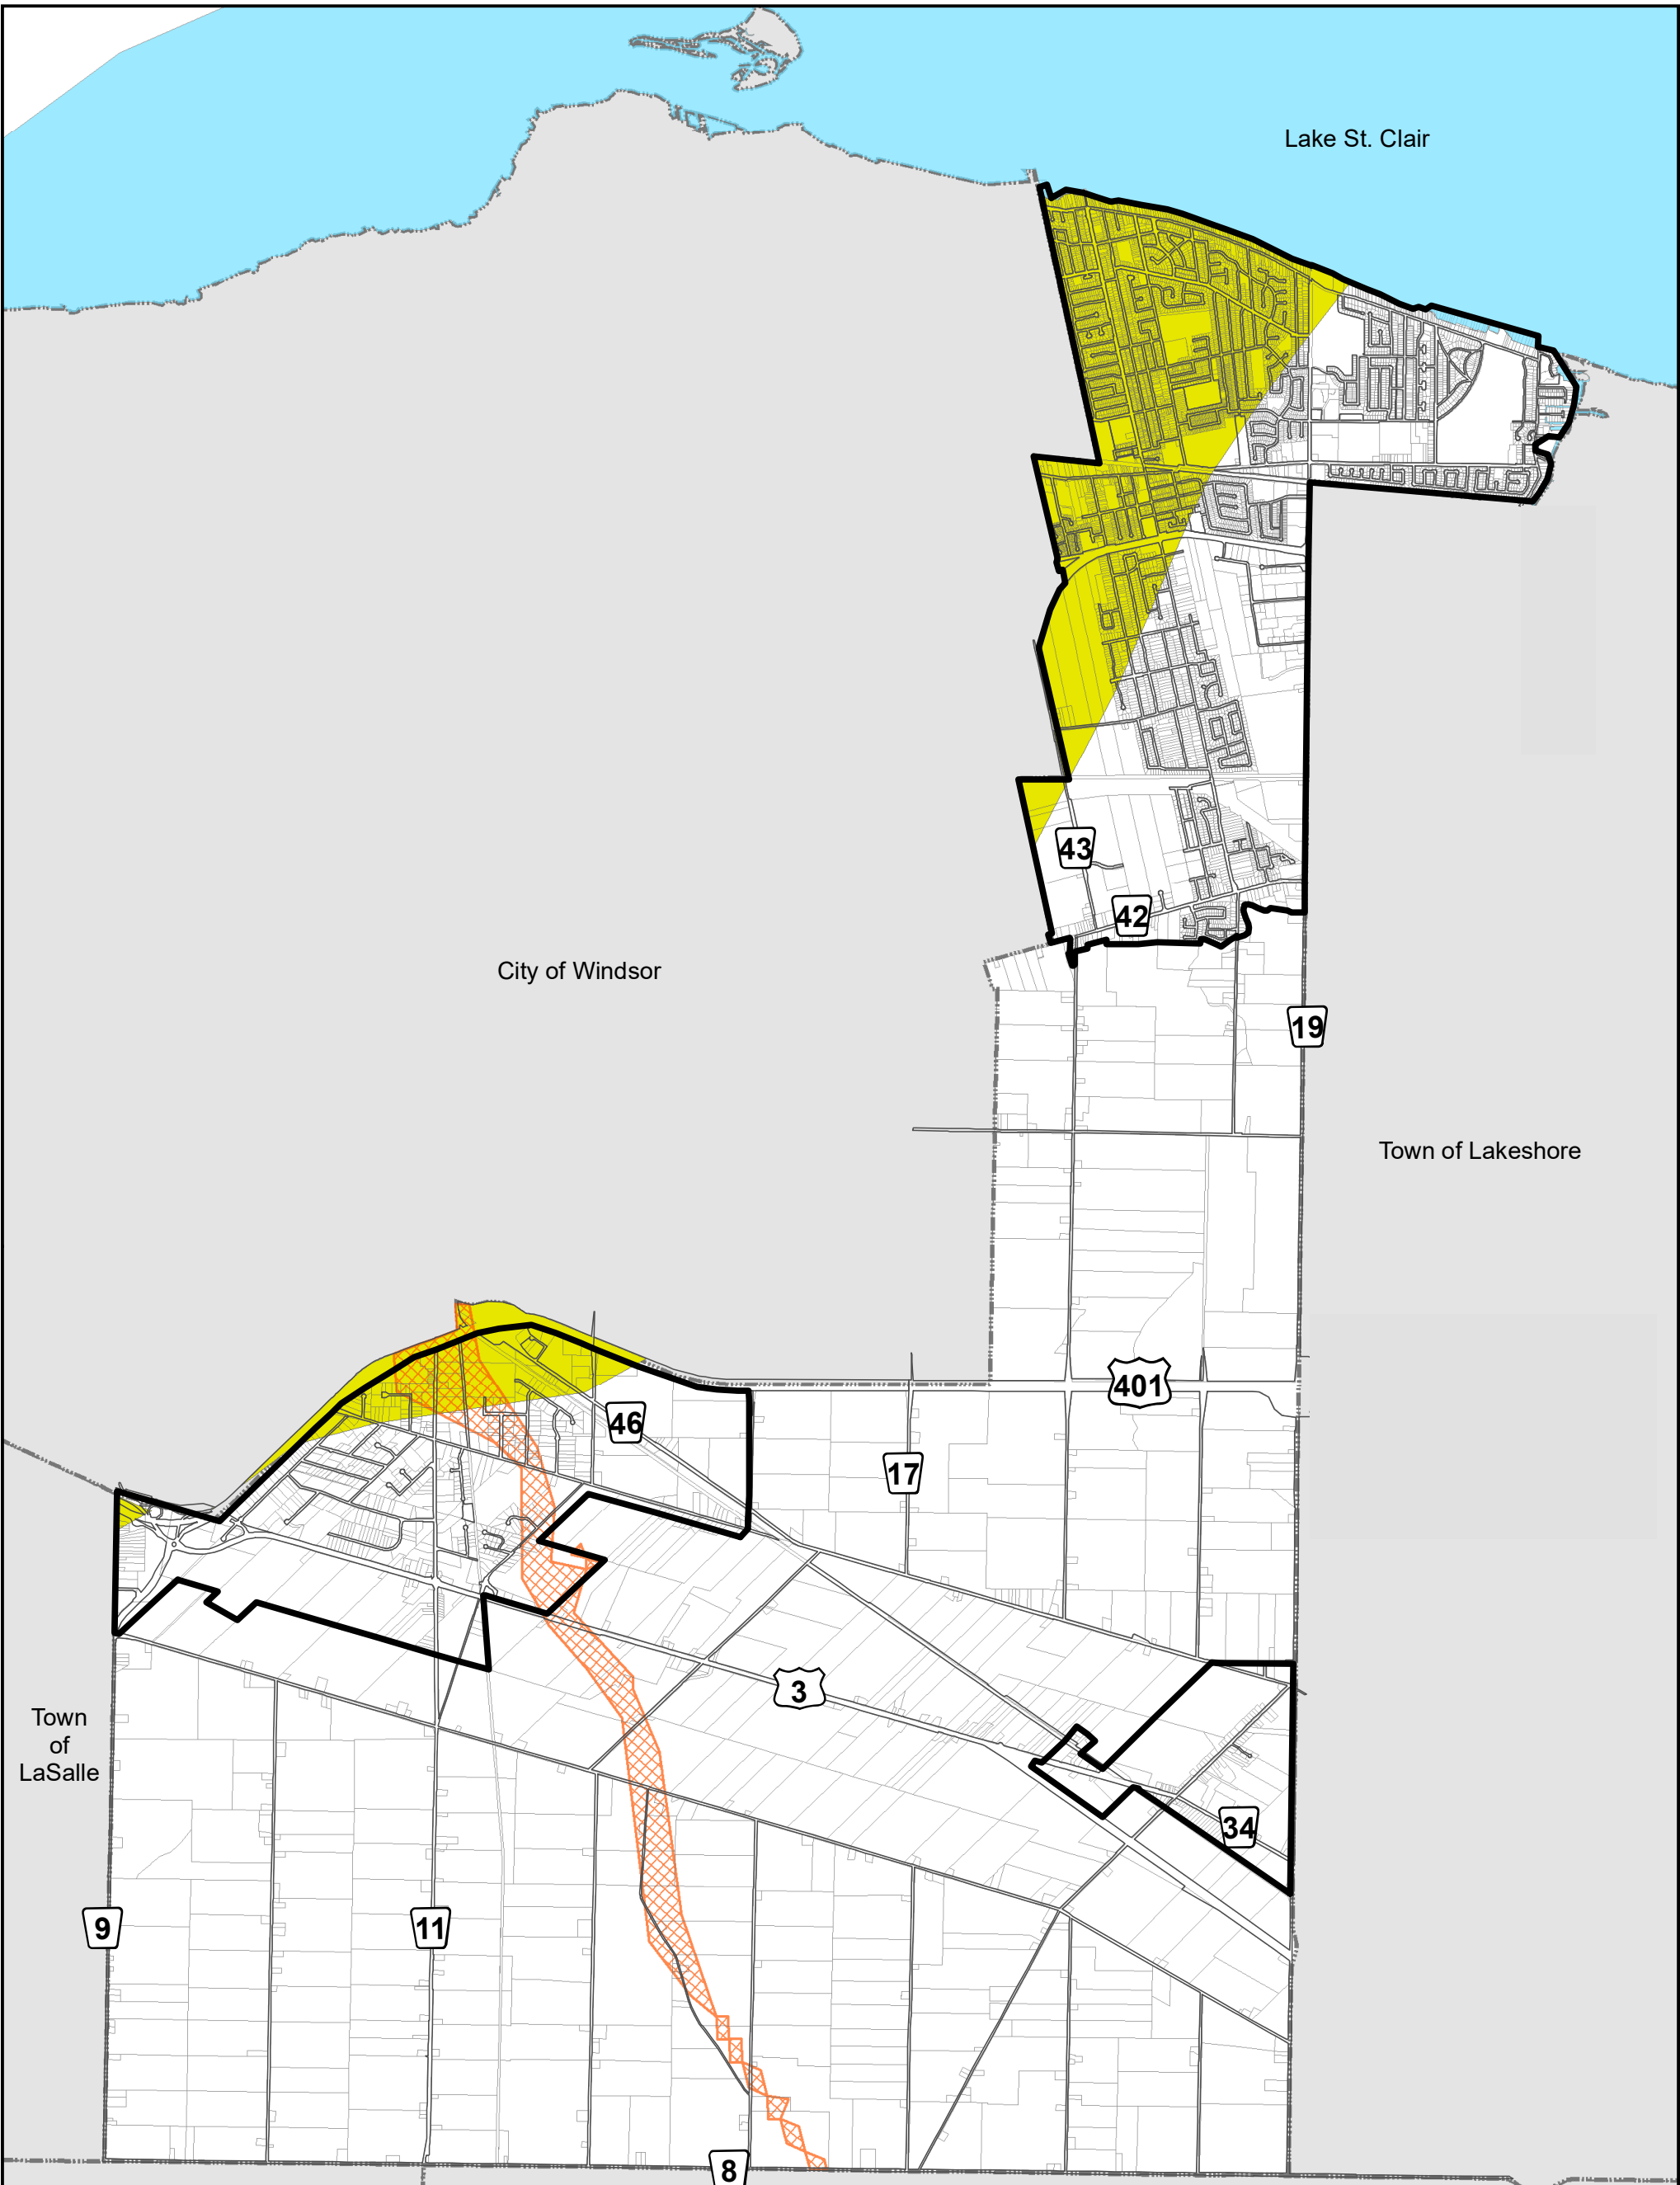 Lake St. Clair
43
42
City of Windsor
19
Town of Lakeshore
401
46
17
3
Town
of
LaSalle
34
9
11
8